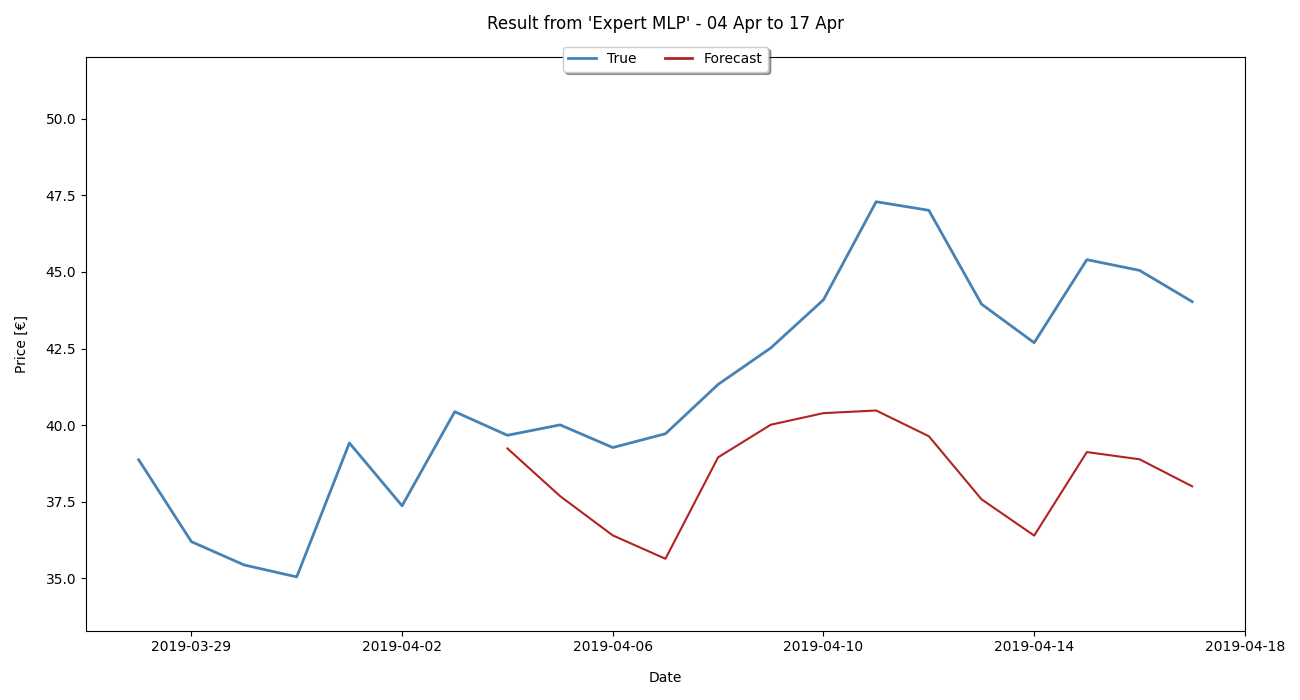 Result from 'Expert MLP' - 04 Apr to 17 Apr
True Forecast
50.0
47.5
45.0
42.5
40.0
37.5
35.0
Price [€]
2019-03-29 2019-04-02 2019-04-06 2019-04-10 2019-04-14 2019-04-18
Date